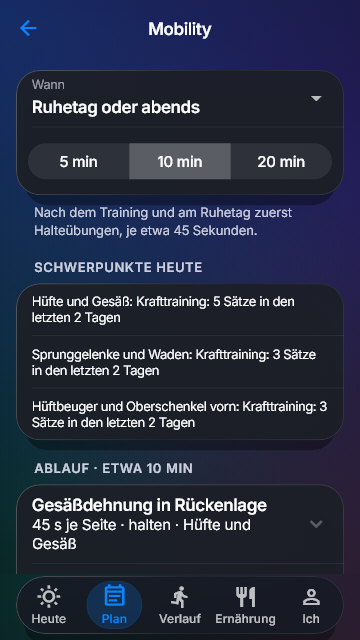 Mobility
Wann
Ruhetag oder abends
5 min
10 min
20 min
Nach dem Training und am Ruhetag zuerst
Halteübungen, je etwa 45 Sekunden.
SCHWERPUNKTE HEUTE
Hüfte und Gesäß: Krafttraining: 5 Sätze in den
letzten 2 Tagen
Sprunggelenke und Waden: Krafttraining: 3 Sätze
in den letzten 2 Tagen
Hüftbeuger und Oberschenkel vorn: Krafttraining: 3
Sätze in den letzten 2 Tagen
ABLAUF · ETWA 10 MIN
Gesäßdehnung in Rückenlage
45 s je Seite · halten · Hüfte und
Gesäß
Heute
Plan
Verlauf
Ernährung
Ich